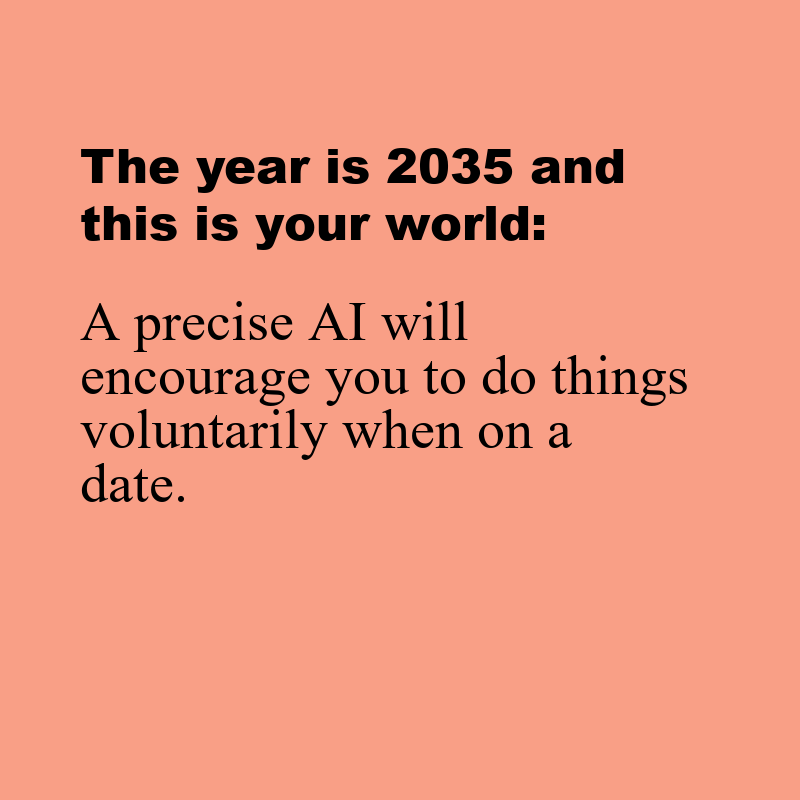 The year is 2035 and
this is your world:
A precise AI will
encourage you to do things
voluntarily when on a
date.